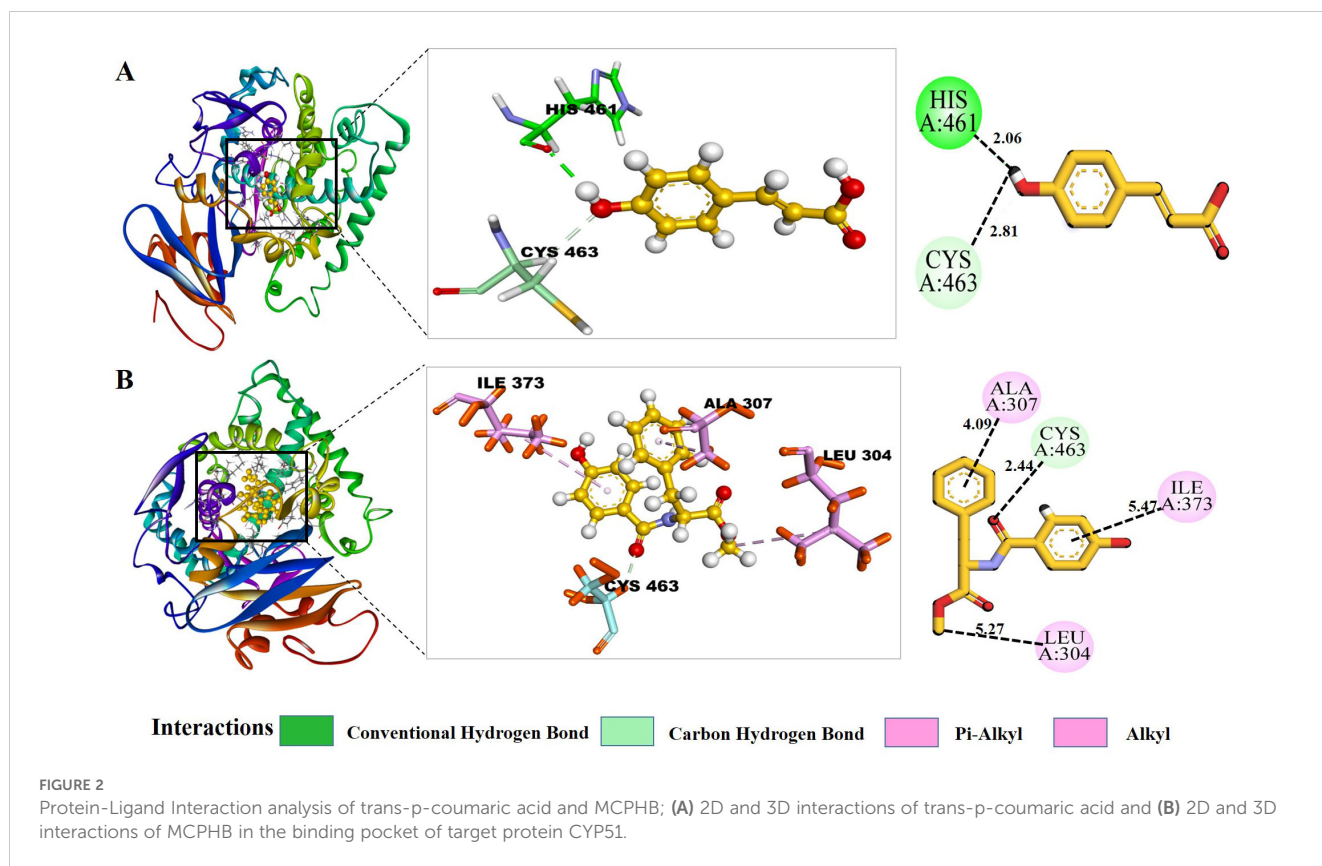 A
HIS 461
CYS 463
HIS
A:461
2.06
2.81
CYS
A:463
B
ILE 373
ALA 307
LEU 304
CYS 463
ALA
A:307
4.09
CYS
A:463
2.44
ILE
A:373
5.47
5.27
LEU
A:304
Interactions Conventional Hydrogen Bond Carbon Hydrogen Bond Pi-Alkyl Alkyl
FIGURE 2
Protein-Ligand Interaction analysis of trans-p-coumaric acid and MCPHB; (A) 2D and 3D interactions of trans-p-coumaric acid and (B) 2D and 3D
interactions of MCPHB in the binding pocket of target protein CYP51.